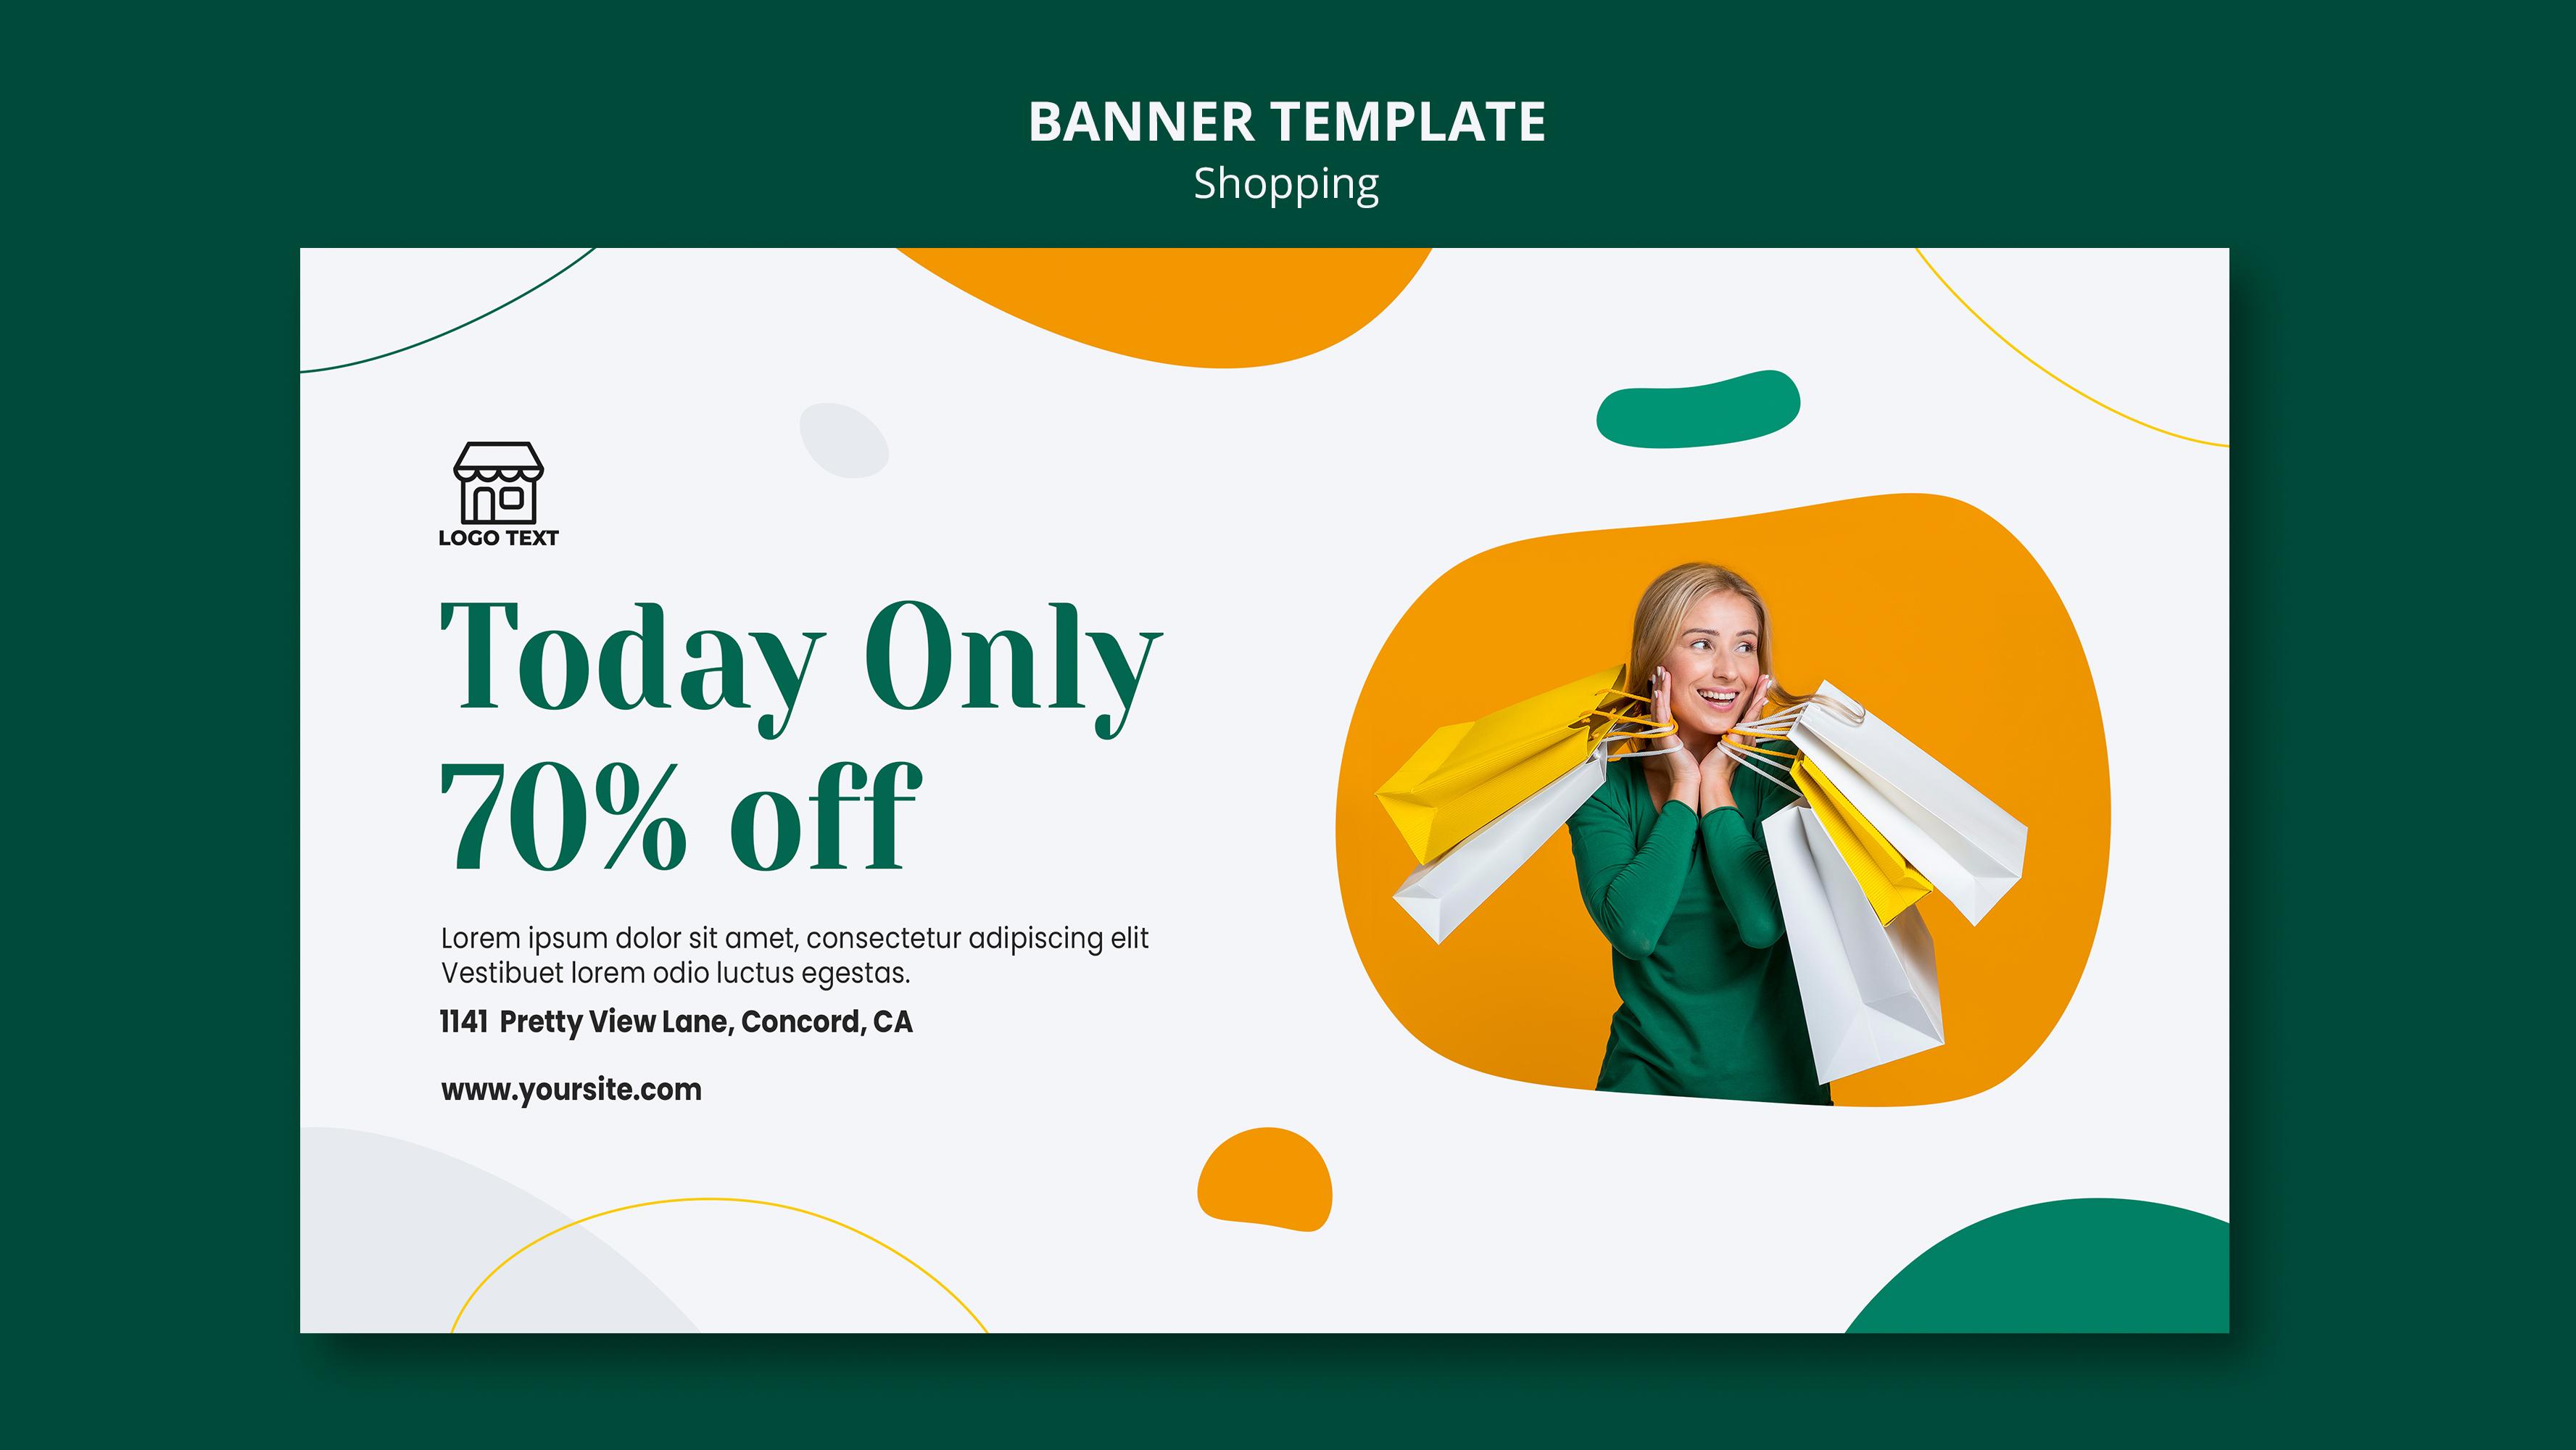 BANNER TEMPLATE
Shopping
LOGO TEXT
Today Only
70% off
Lorem ipsum dolor sit amet, consectetur adipiscing elit
Vestibuet lorem odio luctus egestas.
1141 Pretty View Lane, Concord, CA
www.yoursite.com